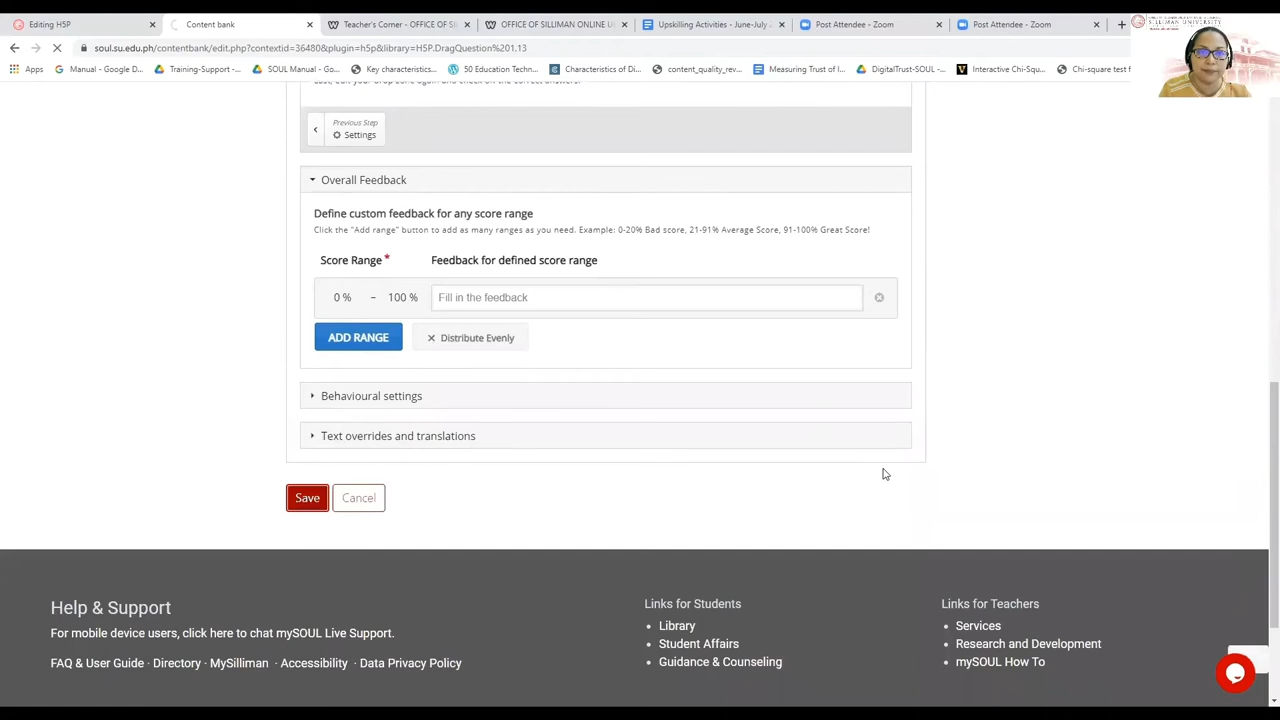 Editing H5P
Content bank
Teacher's Corner - OFFICE OF SIL
OFFICE OF SILLIMAN ONLINE U
Upskilling Activities - June-July
Post Attendee - Zoom
Post Attendee - Zoom
soul.su.edu.ph/contentbank/edit.php?contextid=36480&plugin=h5p&library=H5P.DragQuestion%201.13
Apps
Manual - Google D...
Training-Support -...
SOUL Manual - Go...
Key characteristics...
50 Education Techn...
Characteristics of Di...
content_quality_rev...
Measuring Trust of I...
DigitalTrust-SOUL -...
Interactive Chi-Squ...
Chi-square test f
Previous Step
Settings
Overall Feedback
Define custom feedback for any score range
Click the "Add range" button to add as many ranges as you need. Example: 0-20% Bad score, 21-91% Average Score, 91-100% Great Score!
Score Range *
Feedback for defined score range
0 % – 100 %
Fill in the feedback
ADD RANGE
Distribute Evenly
Behavioural settings
Text overrides and translations
Save
Cancel
Help & Support
For mobile device users, click here to chat mySOUL Live Support.
FAQ & User Guide · Directory · MySilliman · Accessibility · Data Privacy Policy
Links for Students
Library
Student Affairs
Guidance & Counseling
Links for Teachers
Services
Research and Development
mySOUL How To